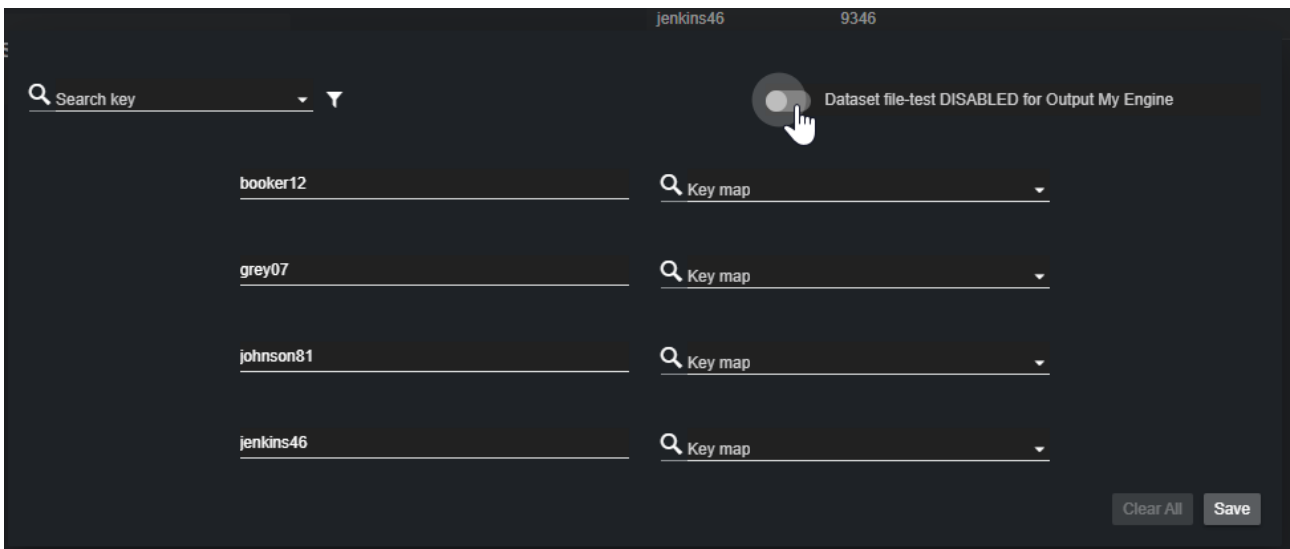 jenkins46 9346
Search key
Dataset file-test DISABLED for Output My Engine
booker12 Key map
grey07 Key map
johnson81 Key map
jenkins46 Key map
Clear All Save